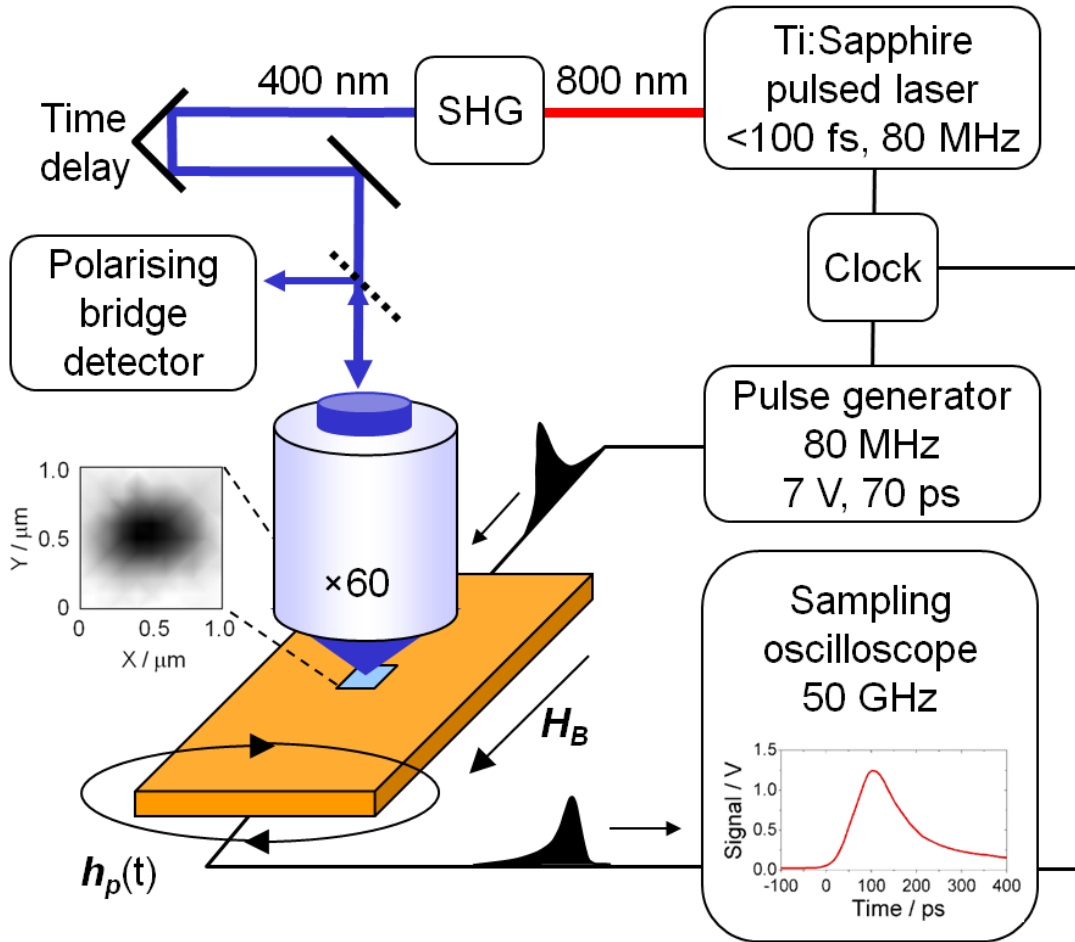 Ti:Sapphire
pulsed laser
<100 fs, 80 MHz
400 nm
SHG
800 nm
Time
delay
Clock
Polarising
bridge
detector
Pulse generator
80 MHz
7 V, 70 ps
1.0
0.5
0
Y / μm
0
0.5
1.0
X / μm
×60
H_B
h_p(t)
Sampling
oscilloscope
50 GHz
1.5
1.0
0.5
0.0
Signal / V
-100
0
100
200
300
400
Time / ps